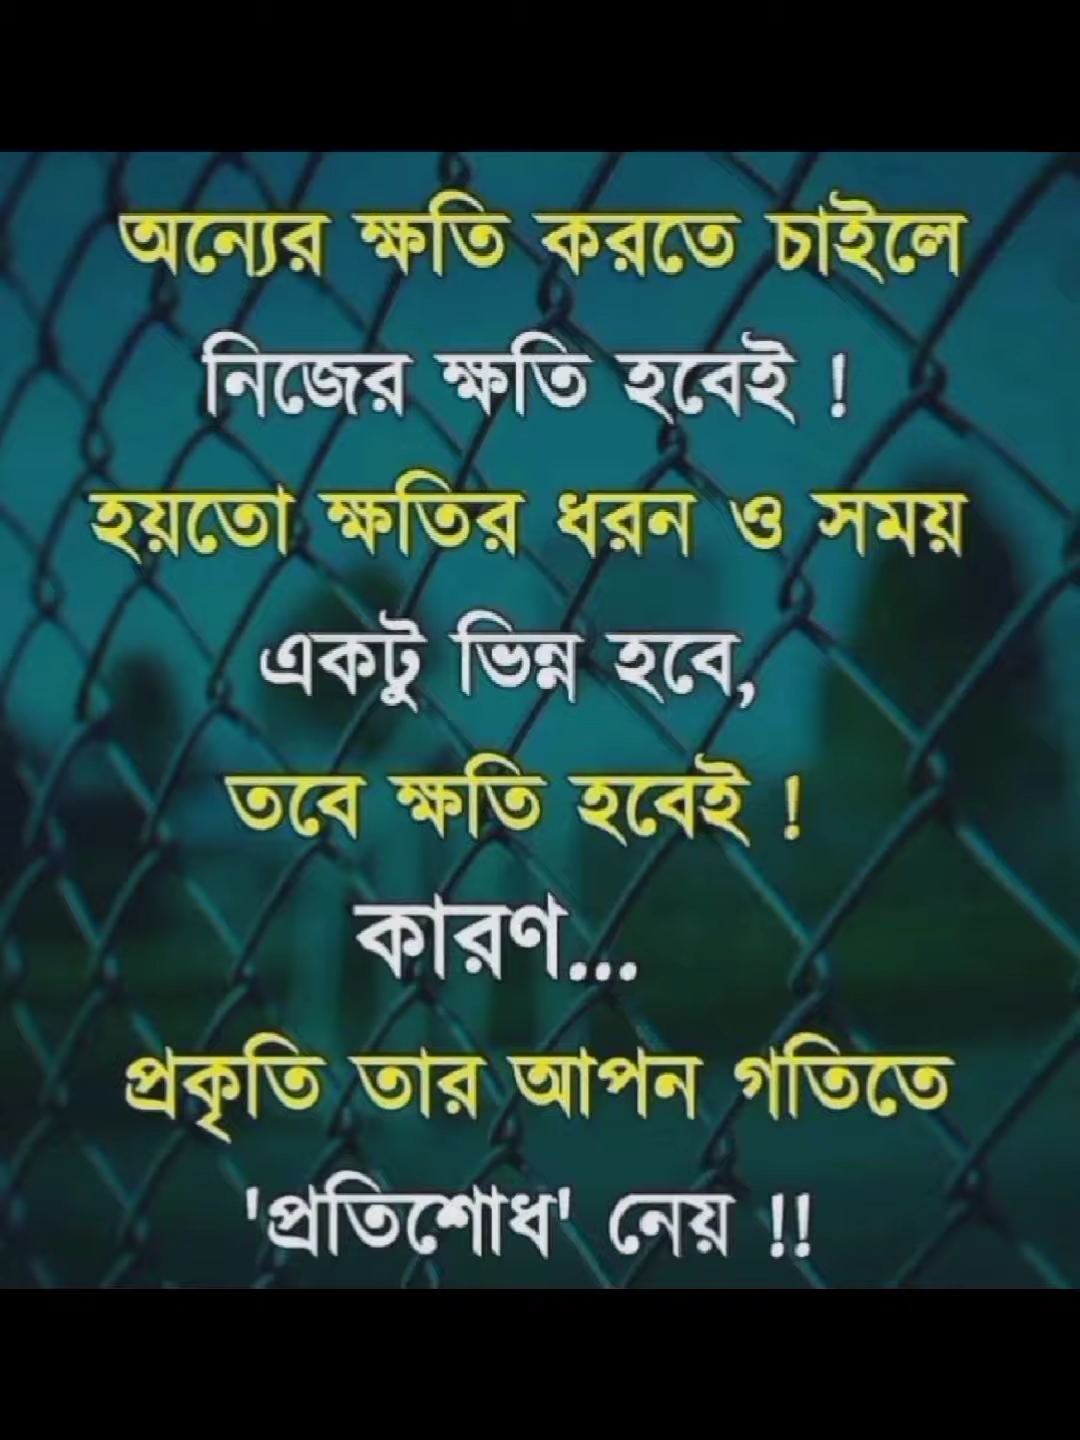 অন্যের ক্ষতি করতে চাইলে
নিজের ক্ষতি হবেই !
হয়তো ক্ষতির ধরন ও সময়
একটু ভিন্ন হবে,
তবে ক্ষতি হবেই !
কারণ...
প্রকৃতি তার আপন গতিতে
'প্রতিশোধ' নেয় !!